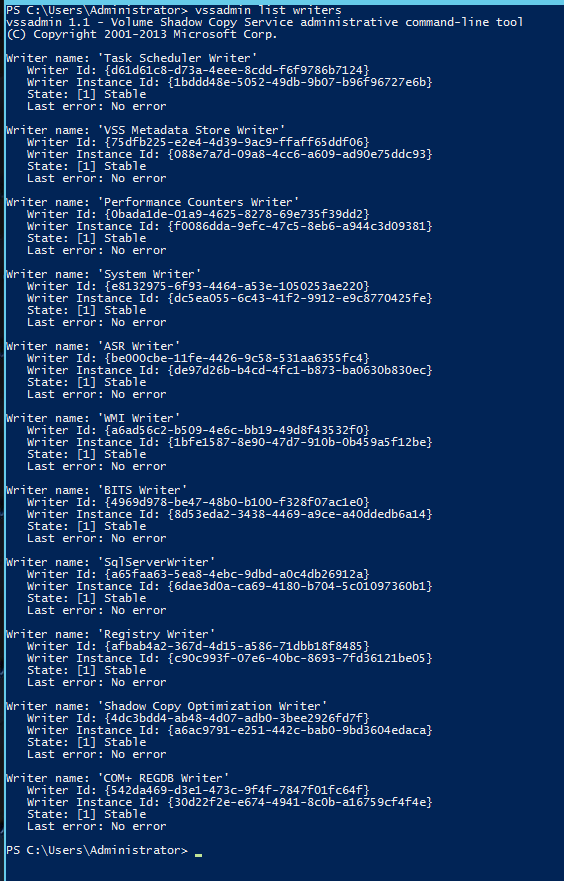 PS C:\Users\Administrator> vssadmin list writers
vssadmin 1.1 - Volume Shadow Copy Service administrative command-line tool
(C) Copyright 2001-2013 Microsoft Corp.
Writer name: 'Task Scheduler Writer'
Writer Id: {d61d61c8-d73a-4eee-8cdd-f6f9786b7124}
Writer Instance Id: {1bddd48e-5052-49db-9b07-b96f96727e6b}
State: [1] Stable
Last error: No error
Writer name: 'VSS Metadata Store Writer'
Writer Id: {75dfb225-e2e4-4d39-9ac9-ffaff65ddf06}
Writer Instance Id: {088e7a7d-09a8-4cc6-a609-ad90e75ddc93}
State: [1] Stable
Last error: No error
Writer name: 'Performance Counters Writer'
Writer Id: {0bada1de-01a9-4625-8278-69e735f39dd2}
Writer Instance Id: {f0086dda-9efc-47c5-8eb6-a944c3d09381}
State: [1] Stable
Last error: No error
Writer name: 'System Writer'
Writer Id: {e8132975-6f93-4464-a53e-1050253ae220}
Writer Instance Id: {dc5ea055-6c43-41f2-9912-e9c8770425fe}
State: [1] Stable
Last error: No error
Writer name: 'ASR Writer'
Writer Id: {be000cbe-11fe-4426-9c58-531aa6355fc4}
Writer Instance Id: {de97d26b-b4cd-4fc1-b873-ba0630b830ec}
State: [1] Stable
Last error: No error
Writer name: 'WMI Writer'
Writer Id: {a6ad56c2-b509-4e6c-bb19-49d8f43532f0}
Writer Instance Id: {1bfe1587-8e90-47d7-910b-0b459a5f12be}
State: [1] Stable
Last error: No error
Writer name: 'BITS Writer'
Writer Id: {4969d978-be47-48b0-b100-f328f07ac1e0}
Writer Instance Id: {8d53eda2-3438-4469-a9ce-a40ddedb6a14}
State: [1] Stable
Last error: No error
Writer name: 'SqlServerWriter'
Writer Id: {a65faa63-5ea8-4ebc-9dbd-a0c4db26912a}
Writer Instance Id: {6dae3d0a-ca69-4180-b704-5c01097360b1}
State: [1] Stable
Last error: No error
Writer name: 'Registry Writer'
Writer Id: {afbab4a2-367d-4d15-a586-71dbb18f8485}
Writer Instance Id: {c90c993f-07e6-40bc-8693-7fd36121be05}
State: [1] Stable
Last error: No error
Writer name: 'Shadow Copy Optimization Writer'
Writer Id: {4dc3bdd4-ab48-4d07-adb0-3bee2926fd7f}
Writer Instance Id: {a6ac9791-e251-442c-bab0-9bd3604edaca}
State: [1] Stable
Last error: No error
Writer name: 'COM+ REGDB Writer'
Writer Id: {542da469-d3e1-473c-9f4f-7847f01fc64f}
Writer Instance Id: {30d22f2e-e674-4941-8c0b-a16759cf4f4e}
State: [1] Stable
Last error: No error
PS C:\Users\Administrator>